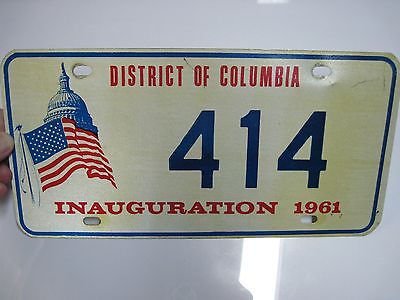 DISTRICT OF COLUMBIA
414
INAUGURATION 1961